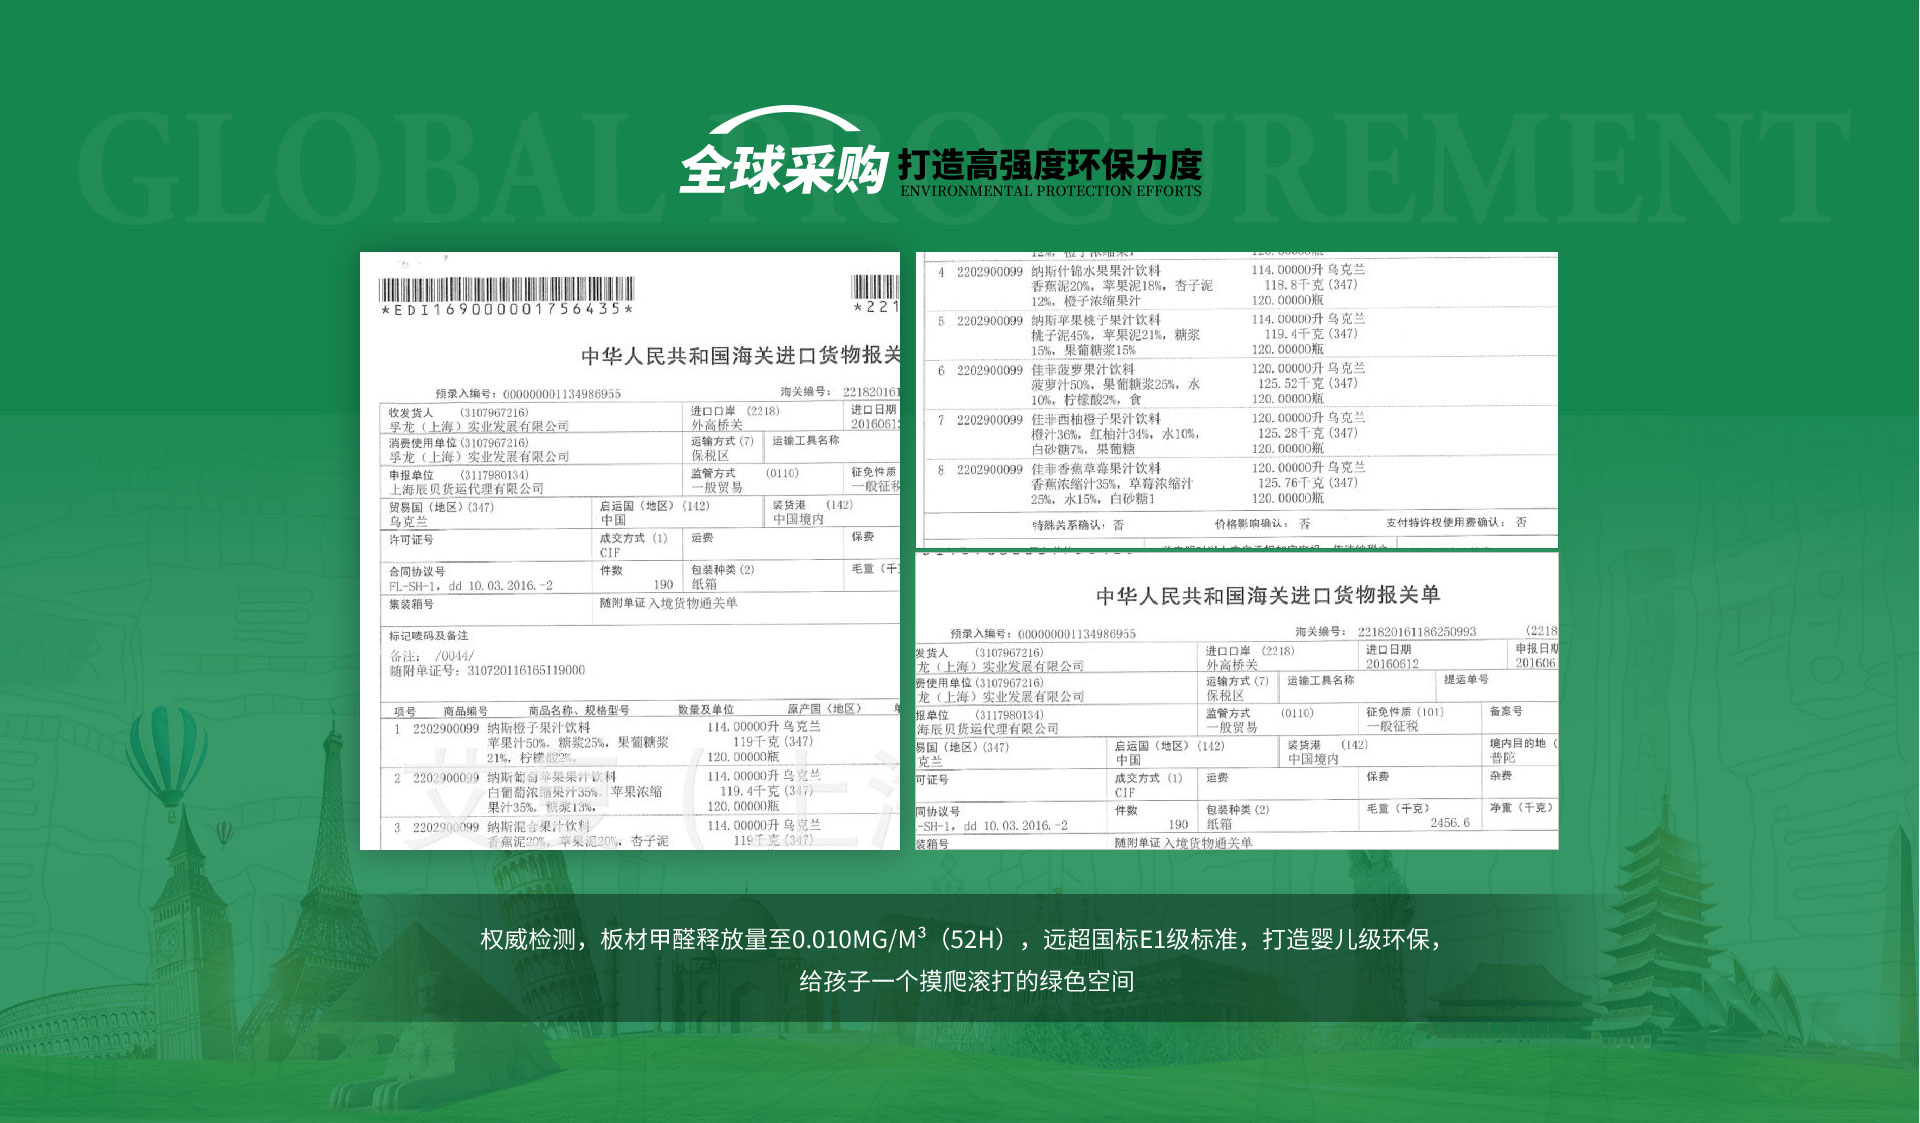 GLOBAL PROCUREMENT
全球采购 打造高强度环保力度
ENVIRONMENTAL PROTECTION EFFORTS
*EDI169000001756435*
*221
中华人民共和国海关进口货物报关
预录入编号：000000001134986955
海关编号： 221820161
收发货人 (3107967216)
孚龙（上海）实业发展有限公司
进口口岸 (2218)
外高桥关
进口日期
20160612
消费使用单位(3107967216)
孚龙（上海）实业发展有限公司
运输方式(7)
保税区
运输工具名称
申报单位 (3117980134)
上海辰贝货运代理有限公司
监管方式 (0110)
一般贸易
征免性质
一般征税
贸易国（地区）(347)
乌克兰
启运国（地区）(142)
中国
装货港 (142)
中国境内
许可证号
成交方式 (1)
CIF
运费
保费
合同协议号
FL-SH-1, dd 10.03.2016.-2
件数
190
包装种类(2)
纸箱
毛重（千
集装箱号
随附单证 入境货物通关单
标记唛码及备注
备注： /0044/
随附单证号：310720116165119000
项号 商品编号 商品名称、规格型号 数量及单位 原产国（地区）
1 2202900099 纳斯橙子果汁饮料 114.00000升 乌克兰
苹果汁50%，糖浆25%，果葡糖浆 119千克 (347)
21%，柠檬酸2%， 120.00000瓶
2 2202900099 纳斯葡萄苹果果汁饮料 114.00000升 乌克兰
白葡萄浓缩果汁35%，苹果浓缩 119.4千克 (347)
果汁35%，糖浆13%， 120.00000瓶
3 2202900099 纳斯混合果汁饮料 114.00000升 乌克兰
香蕉泥20%，苹果泥20%，杏子泥 119千克 (347)
12%，橙子浓缩果汁 120.00000瓶
4 2202900099 纳斯什锦水果果汁饮料 114.00000升 乌克兰
香蕉泥20%，苹果泥18%，杏子泥 118.8千克 (347)
12%，橙子浓缩果汁 120.00000瓶
5 2202900099 纳斯苹果桃子果汁饮料 114.00000升 乌克兰
桃子泥45%，苹果泥21%，糖浆 119.4千克 (347)
15%，果葡糖浆15% 120.00000瓶
6 2202900099 佳菲菠萝果汁饮料 120.00000升 乌克兰
菠萝汁50%，果葡糖浆25%，水 125.52千克 (347)
10%，柠檬酸2%，食 120.00000瓶
7 2202900099 佳菲西柚橙子果汁饮料 120.00000升 乌克兰
橙汁36%，红柚汁34%，水10%， 125.28千克 (347)
白砂糖7%，果葡糖 120.00000瓶
8 2202900099 佳菲香蕉草莓果汁饮料 120.00000升 乌克兰
香蕉浓缩汁35%，草莓浓缩汁 125.76千克 (347)
25%，水15%，白砂糖1 120.00000瓶
特殊关系确认：否 价格影响确认：否 支付特许权使用费确认：否
中华人民共和国海关进口货物报关单
预录入编号：000000001134986955
海关编号： 221820161186250993
(2218
发货人 (3107967216)
龙（上海）实业发展有限公司
进口口岸 (2218)
外高桥关
进口日期
20160612
申报日期
201606
费使用单位(3107967216)
龙（上海）实业发展有限公司
运输方式(7)
保税区
运输工具名称
提运单号
报单位 (3117980134)
海辰贝货运代理有限公司
监管方式 (0110)
一般贸易
征免性质 (101)
一般征税
备案号
易国（地区）(347)
克兰
启运国（地区）(142)
中国
装货港 (142)
中国境内
境内目的地（
普陀
可证号
成交方式 (1)
CIF
运费
保费
杂费
同协议号
-SH-1, dd 10.03.2016.-2
件数
190
包装种类(2)
纸箱
毛重（千克）
2456.6
净重（千克）
装箱号
随附单证 入境货物通关单
权威检测，板材甲醛释放量至0.010MG/M³（52H），远超国标E1级标准，打造婴儿级环保，
给孩子一个摸爬滚打的绿色空间